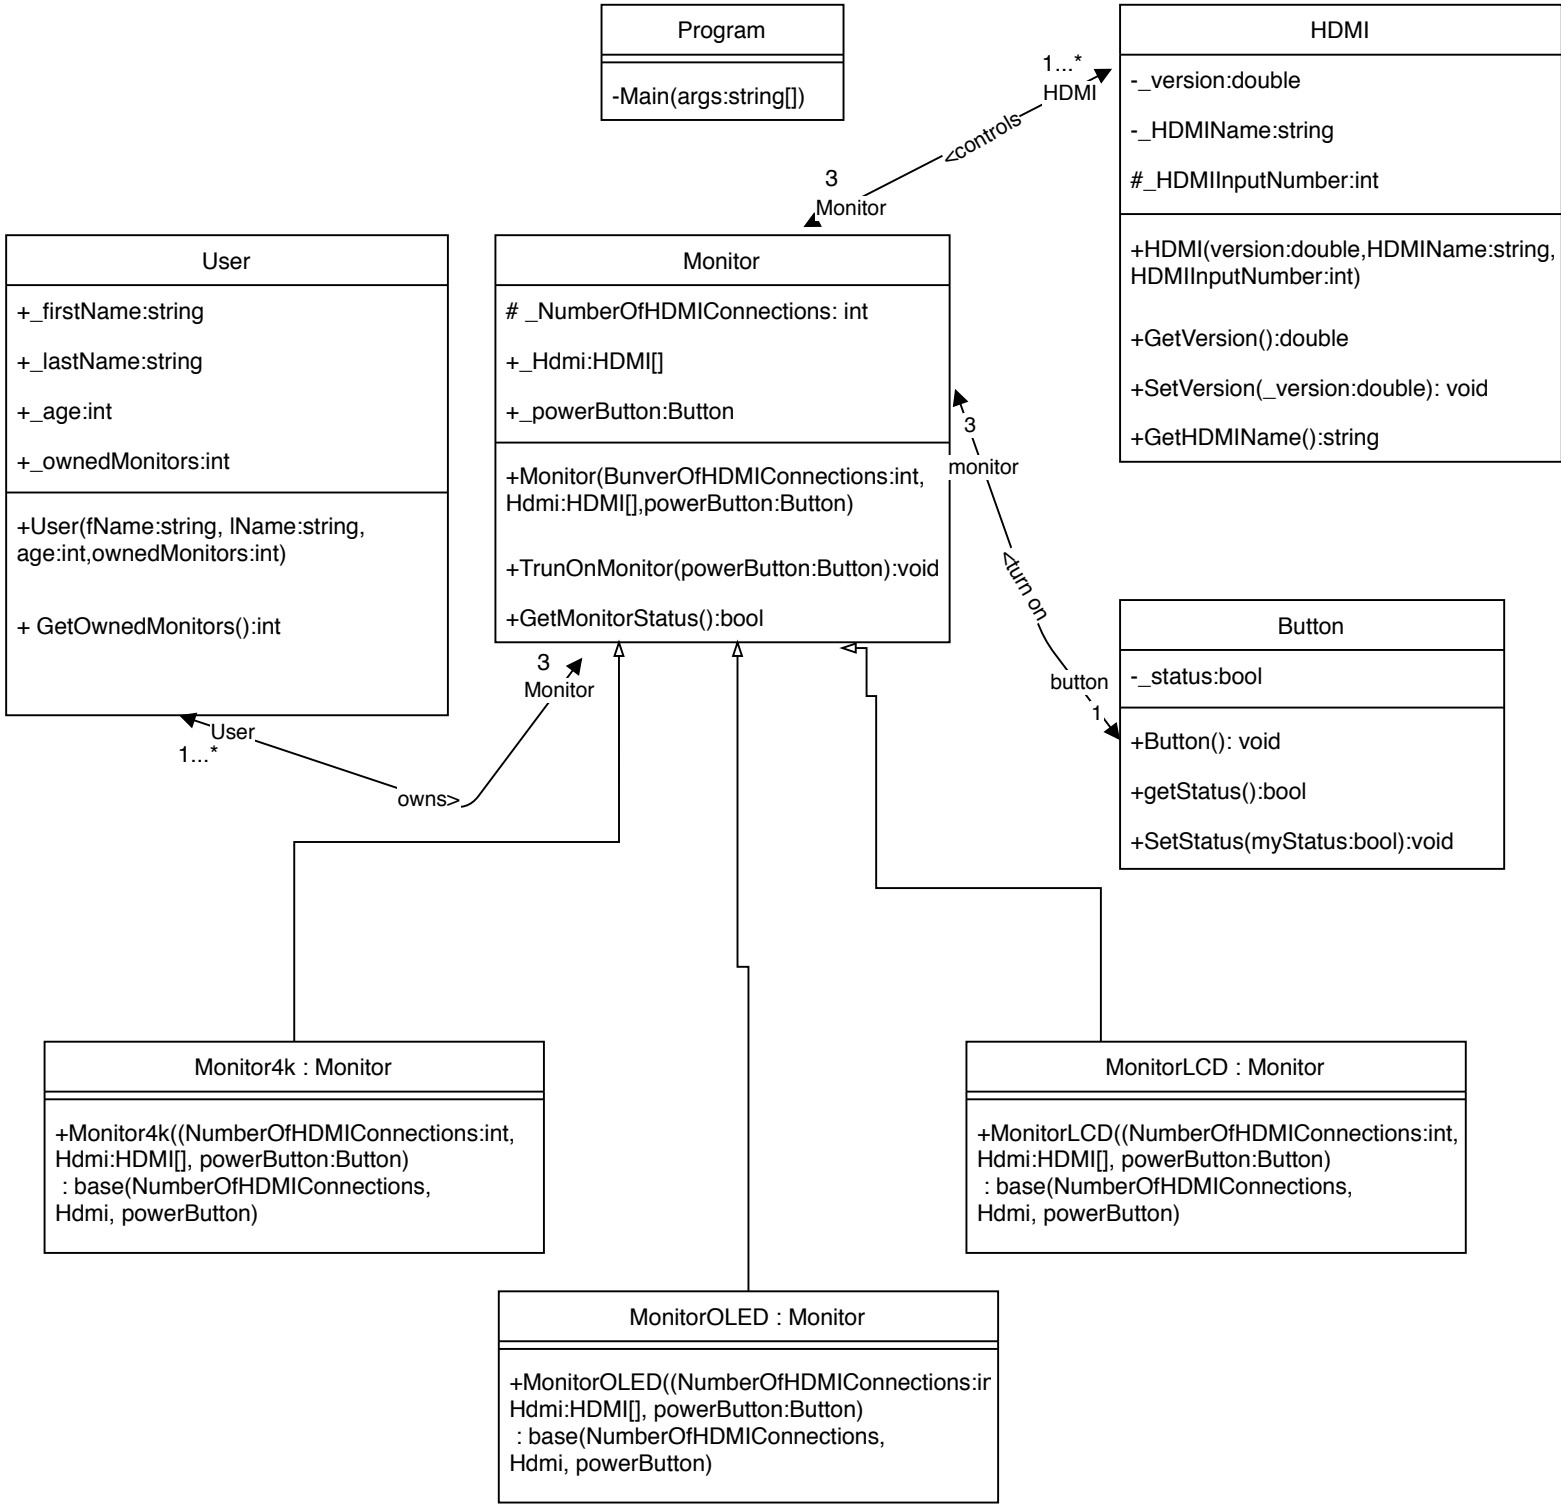 Program
-Main(args:string[])
HDMI
-_version:double
-_HDMIName:string
#_HDMIInputNumber:int
+HDMI(version:double,HDMIName:string,
HDMIInputNumber:int)
+GetVersion():double
+SetVersion(_version:double): void
+GetHDMIName():string
1...*
HDMI
<controls
3
Monitor
User
+_firstName:string
+_lastName:string
+_age:int
+_ownedMonitors:int
+User(fName:string, lName:string,
age:int,ownedMonitors:int)
+ GetOwnedMonitors():int
Monitor
# _NumberOfHDMIConnections: int
+_Hdmi:HDMI[]
+_powerButton:Button
+Monitor(BunverOfHDMIConnections:int,
Hdmi:HDMI[],powerButton:Button)
+TrunOnMonitor(powerButton:Button):void
+GetMonitorStatus():bool
3
monitor
<turn on
button
1
Button
-_status:bool
+Button(): void
+getStatus():bool
+SetStatus(myStatus:bool):void
3
Monitor
User
1...*
owns>
Monitor4k : Monitor
+Monitor4k((NumberOfHDMIConnections:int,
Hdmi:HDMI[], powerButton:Button)
: base(NumberOfHDMIConnections,
Hdmi, powerButton)
MonitorLCD : Monitor
+MonitorLCD((NumberOfHDMIConnections:int,
Hdmi:HDMI[], powerButton:Button)
: base(NumberOfHDMIConnections,
Hdmi, powerButton)
MonitorOLED : Monitor
+MonitorOLED((NumberOfHDMIConnections:in
Hdmi:HDMI[], powerButton:Button)
: base(NumberOfHDMIConnections,
Hdmi, powerButton)